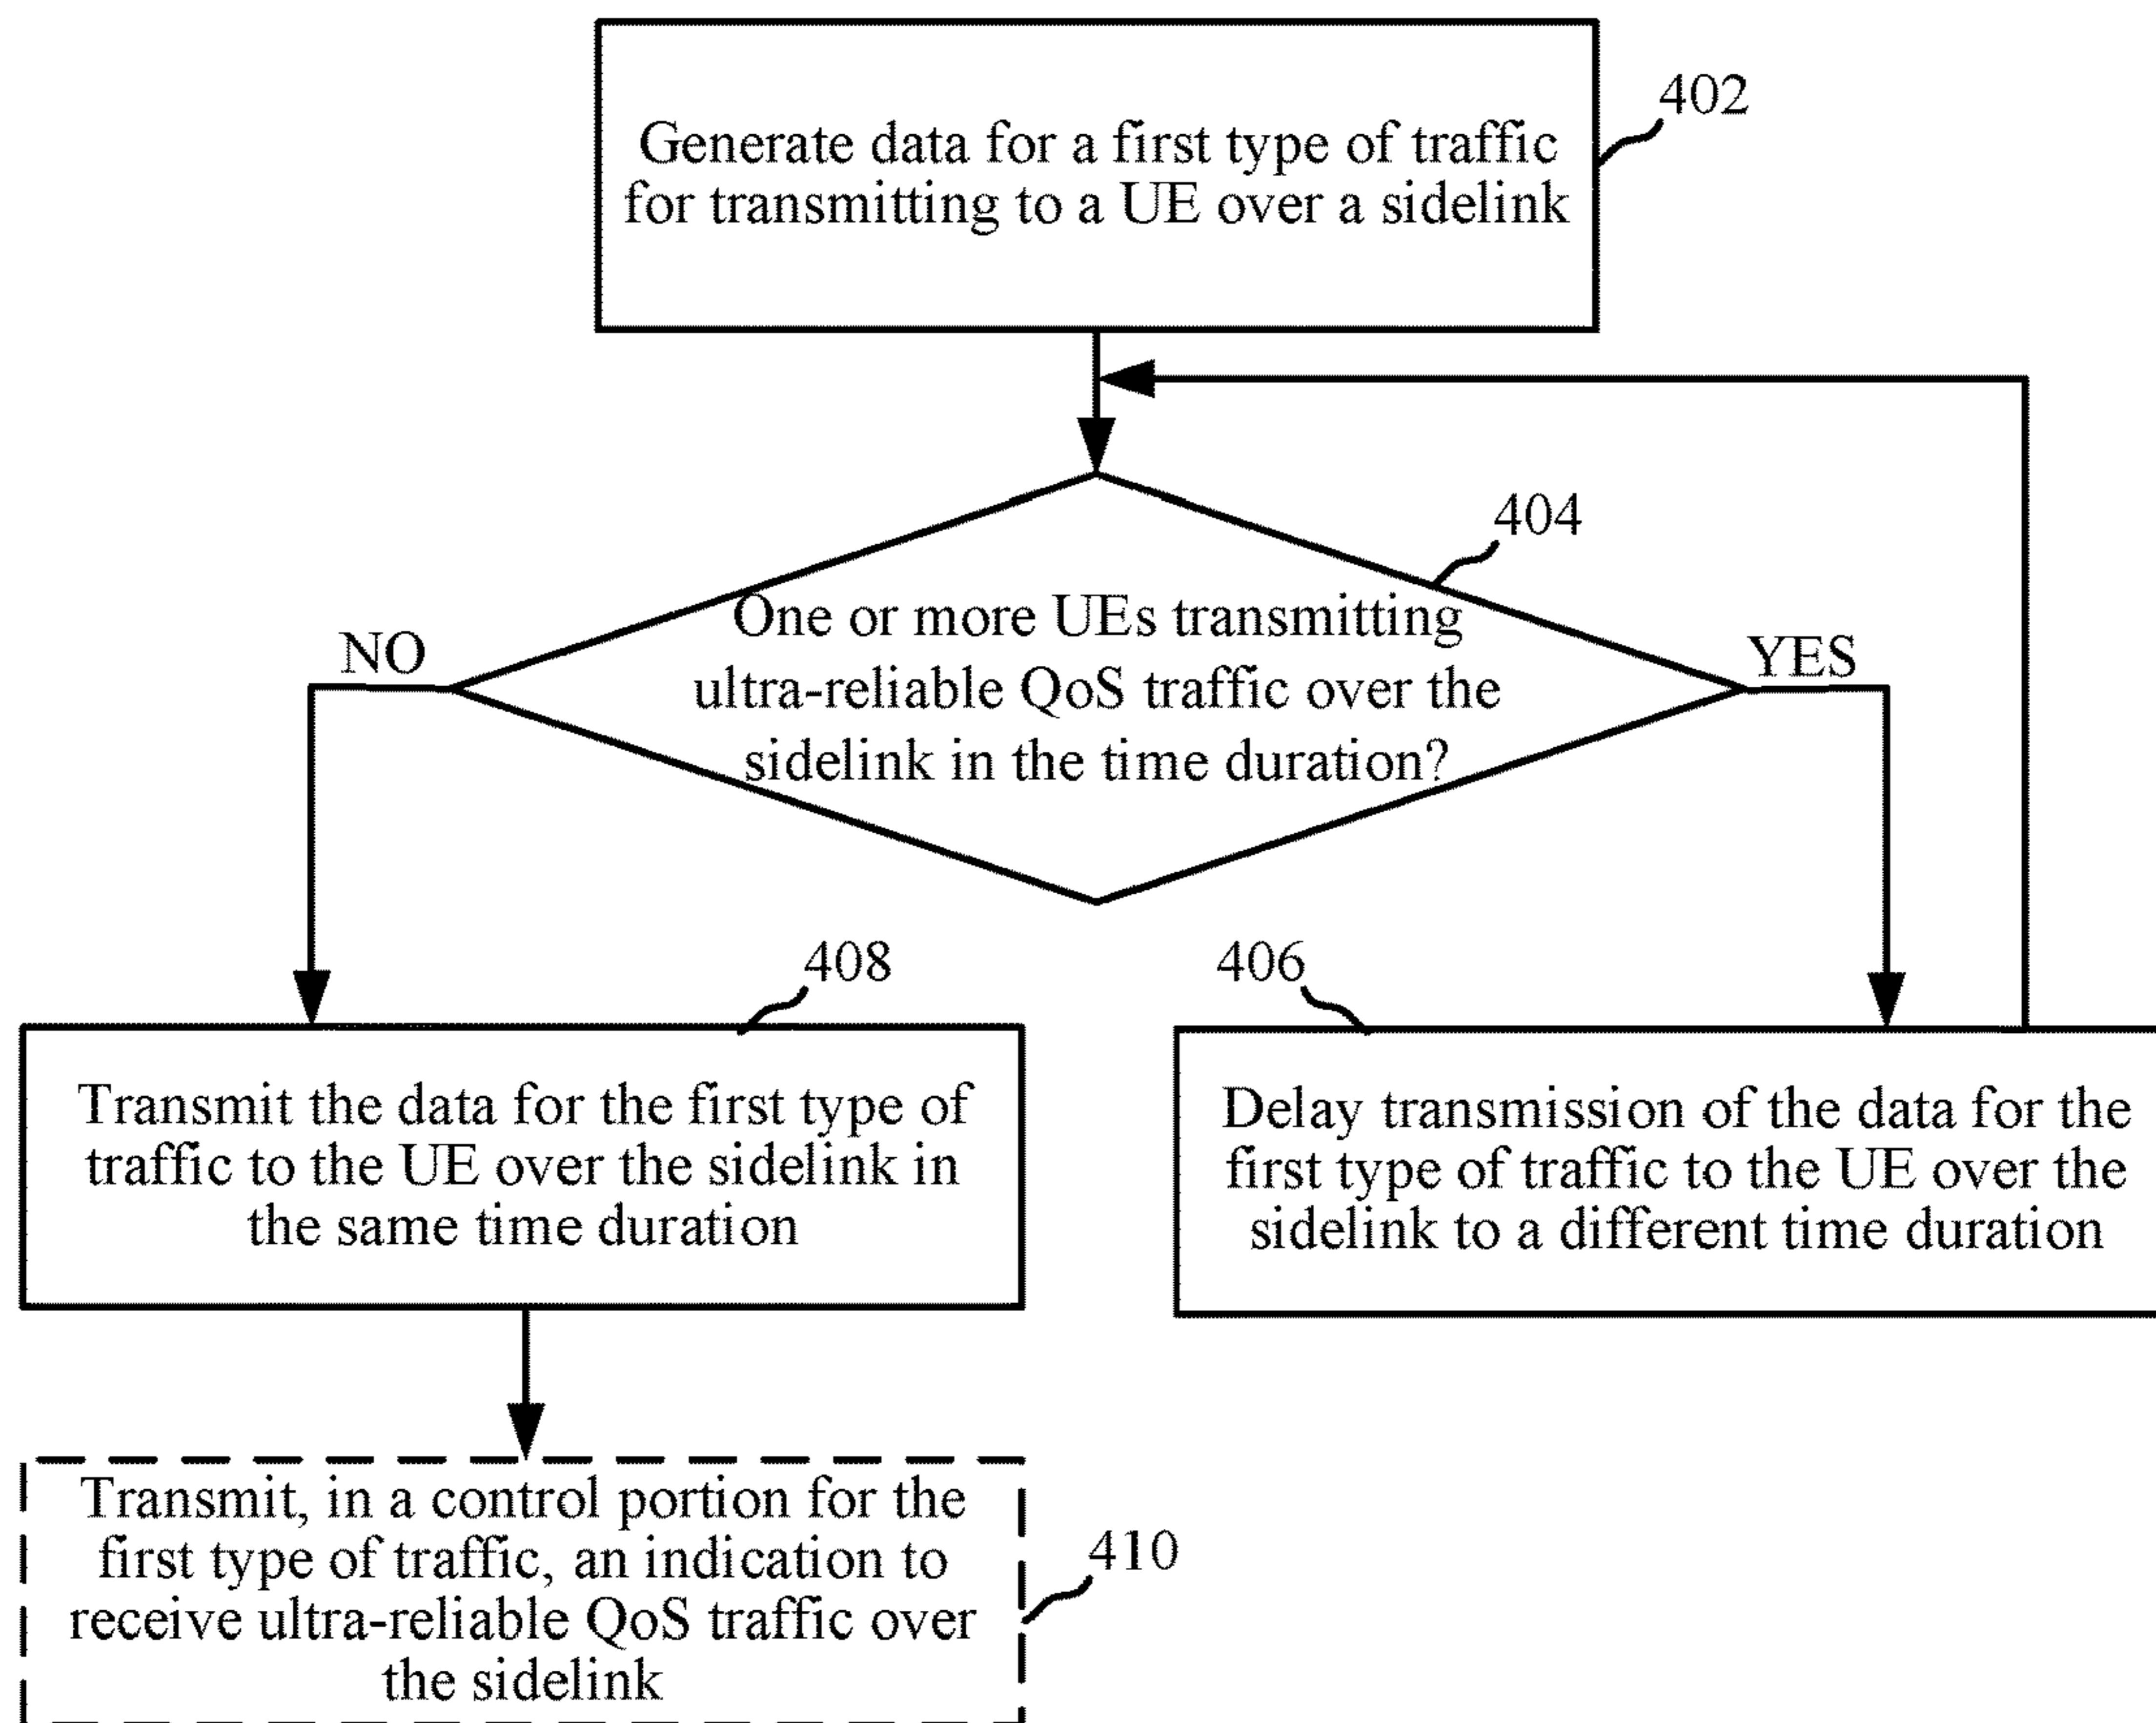 402
Generate data for a first type of traffic
for transmitting to a UE over a sidelink
404
One or more UEs transmitting
ultra-reliable QoS traffic over the
sidelink in the time duration?
NO
YES
408
406
Transmit the data for the first type of
traffic to the UE over the sidelink in
the same time duration
Delay transmission of the data for the
first type of traffic to the UE over the
sidelink to a different time duration
Transmit, in a control portion for the
first type of traffic, an indication to
receive ultra-reliable QoS traffic over
the sidelink
410